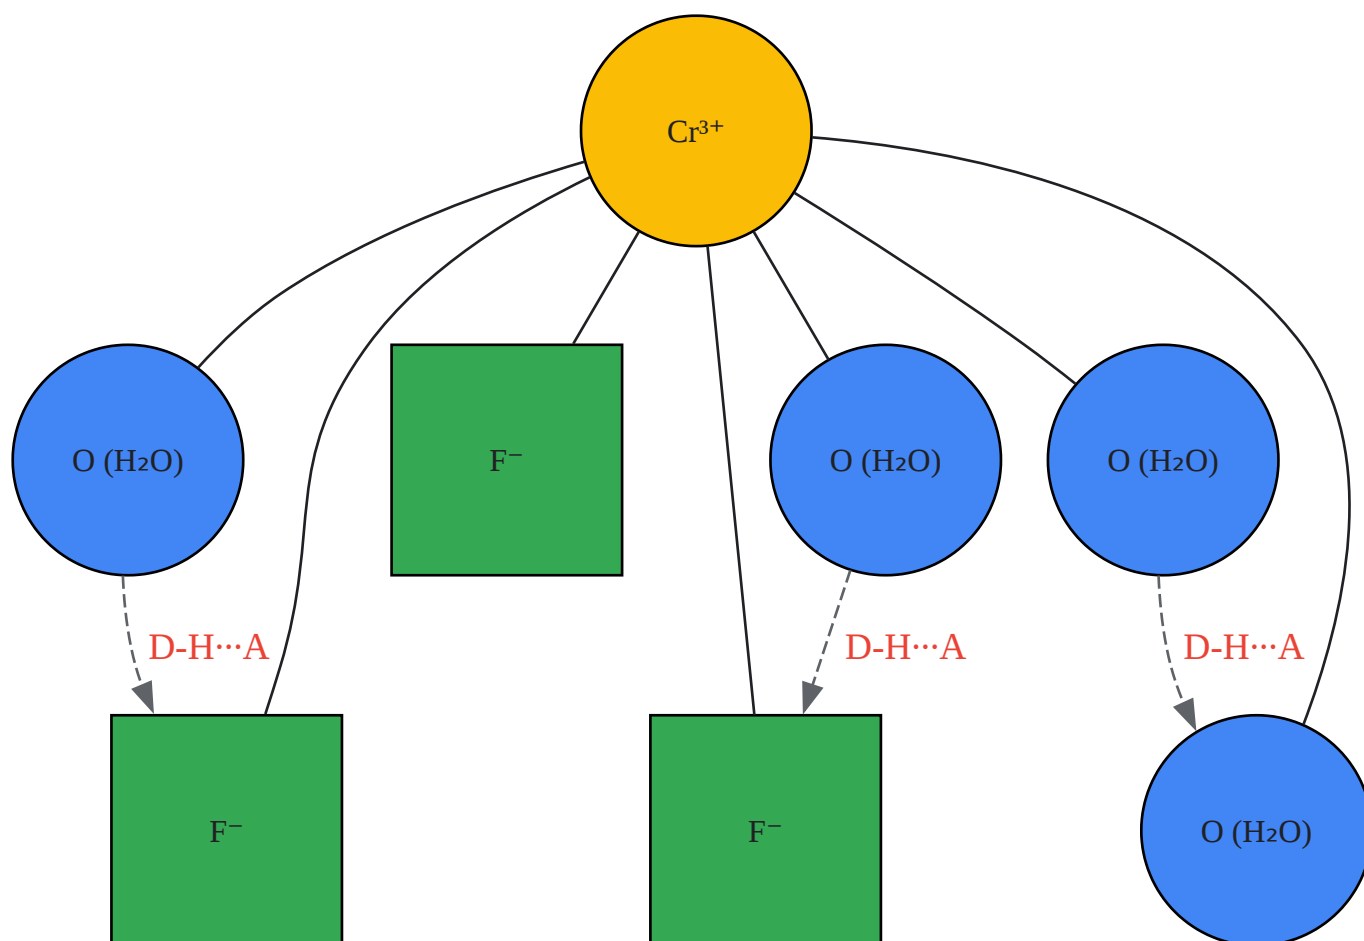 Cr³⁺
O (H₂O)
F⁻
O (H₂O)
O (H₂O)
D-H···A
D-H···A
D-H···A
F⁻
F⁻
O (H₂O)